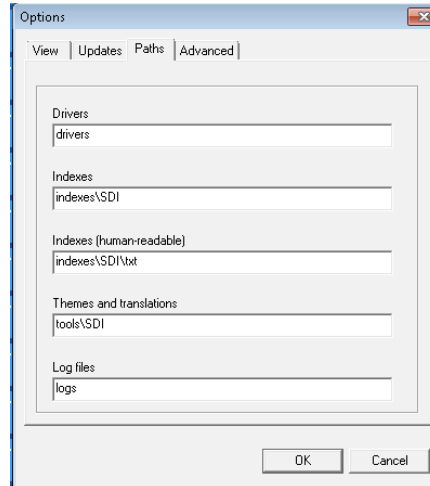 Options
View
Updates
Paths
Advanced
Drivers
drivers
Indexes
indexes\SDI
Indexes (human-readable)
indexes\SDI\txt
Themes and translations
tools\SDI
Log files
logs
OK
Cancel